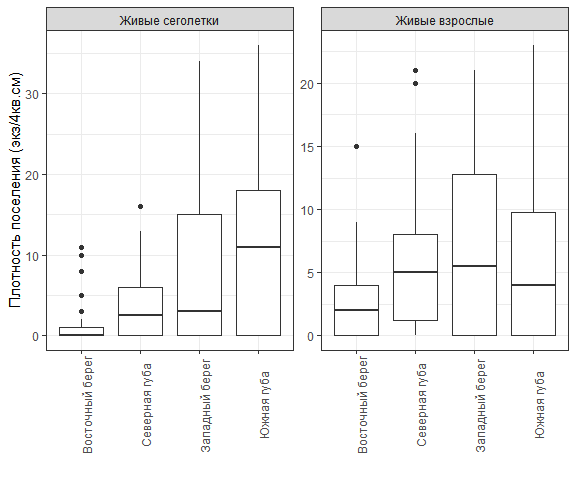 Живые сеголетки
Живые взрослые
Плотность поселения (экз/4кв.см)
30
20
10
0
20
15
10
5
0
Восточный берег
Северная губа
Западный берег
Южная губа
Восточный берег
Северная губа
Западный берег
Южная губа